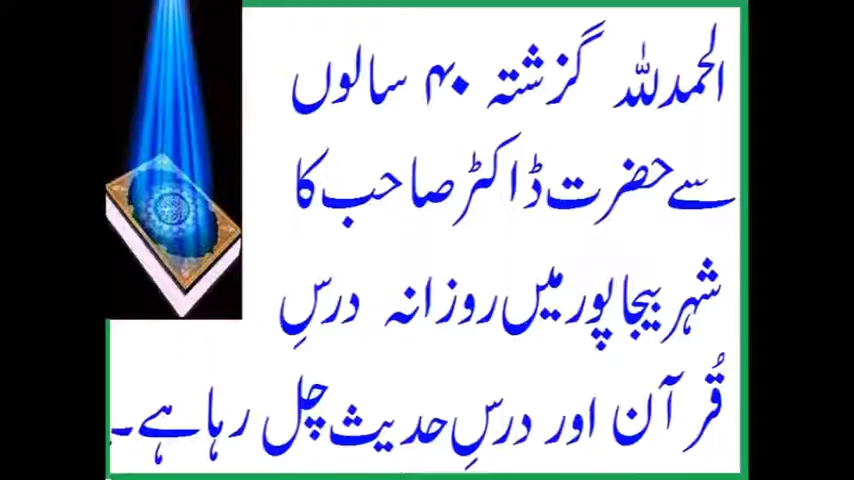 الحمدللہ گزشتہ ۴۰ سالوں
سے حضرت ڈاکٹر صاحب کا
شہر بیجاپور میں روزانہ درسِ
قُرآن اور درسِ حدیث چل رہا ہے۔